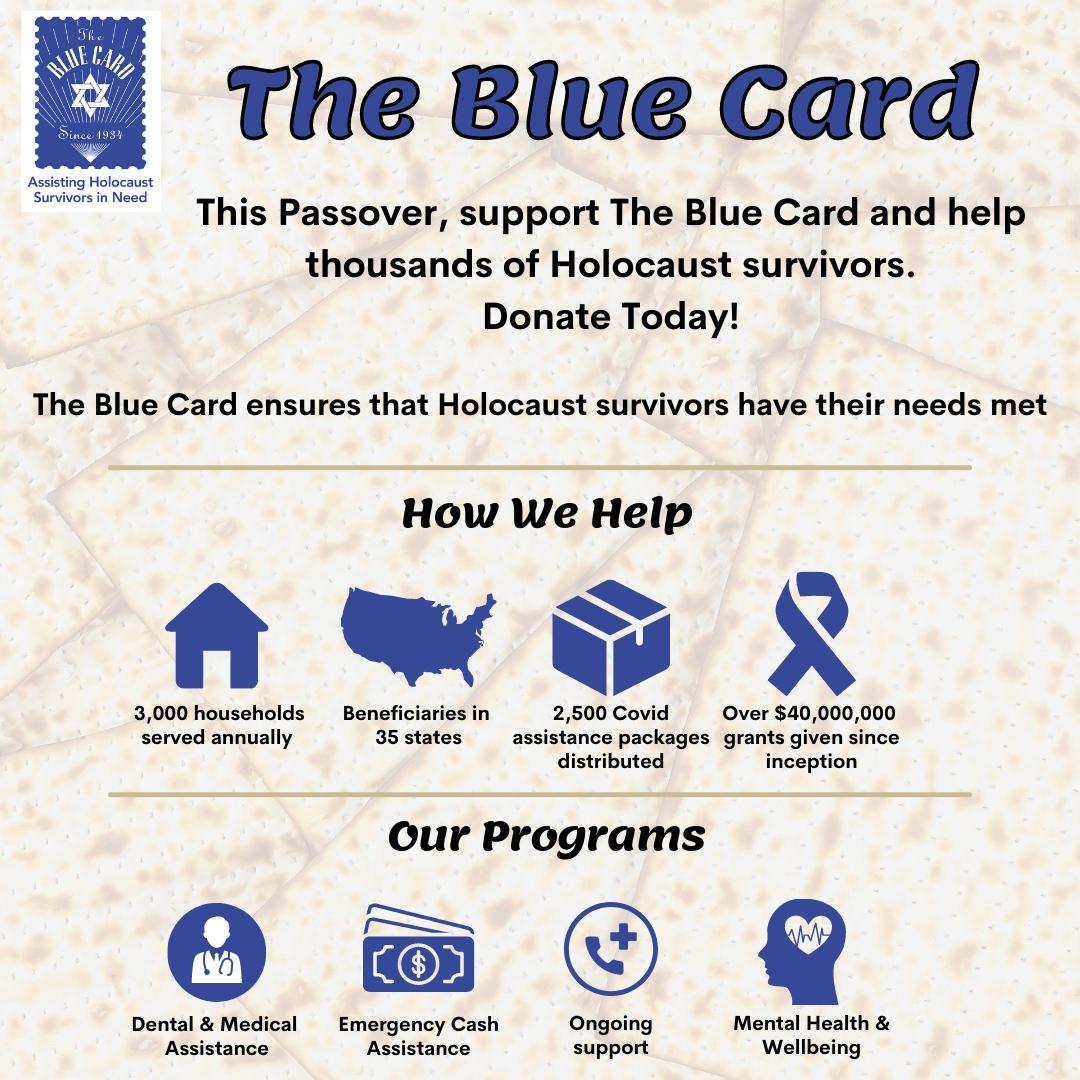 The
BLUE CARD
Since 1934
Assisting Holocaust
Survivors in Need
The Blue Card
This Passover, support The Blue Card and help
thousands of Holocaust survivors.
Donate Today!
The Blue Card ensures that Holocaust survivors have their needs met
How We Help
3,000 households
served annually
Beneficiaries in
35 states
2,500 Covid
assistance packages
distributed
Over $40,000,000
grants given since
inception
Our Programs
$
Dental & Medical
Assistance
Emergency Cash
Assistance
Ongoing
support
Mental Health &
Wellbeing